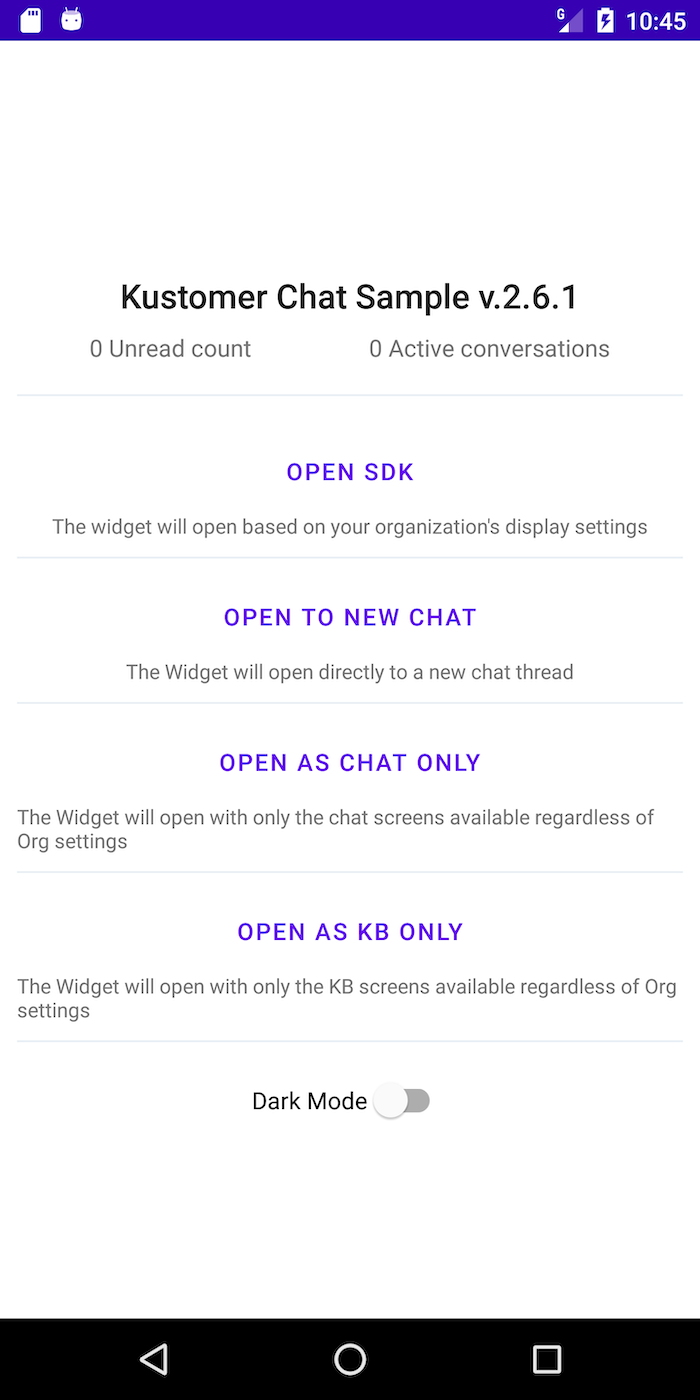 G 10:45
Kustomer Chat Sample v.2.6.1
0 Unread count 0 Active conversations
OPEN SDK
The widget will open based on your organization's display settings
OPEN TO NEW CHAT
The Widget will open directly to a new chat thread
OPEN AS CHAT ONLY
The Widget will open with only the chat screens available regardless of
Org settings
OPEN AS KB ONLY
The Widget will open with only the KB screens available regardless of Org
settings
Dark Mode